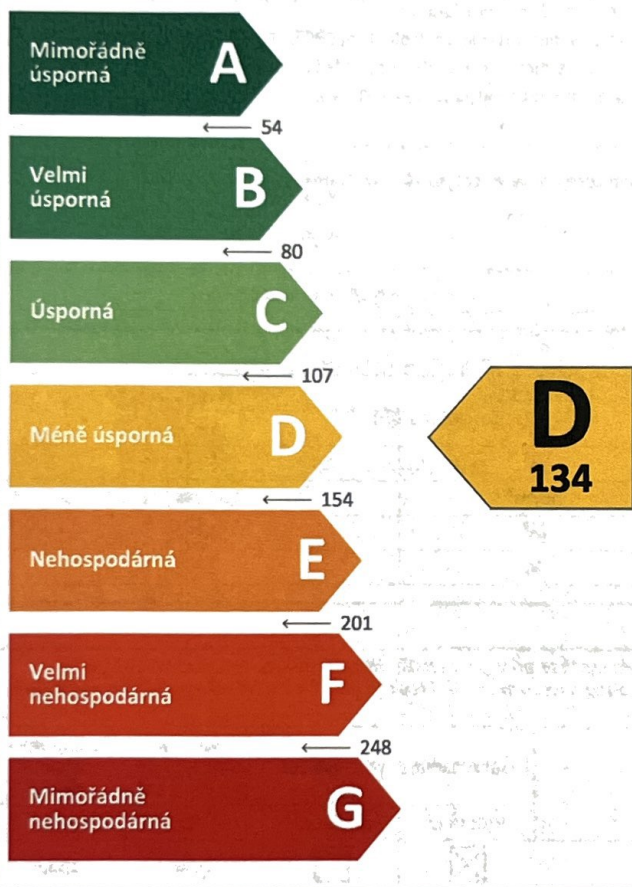 Mimořádně
úsporná
A
← 54
Velmi
úsporná
B
← 80
Úsporná
C
← 107
Méně úsporná
D
D
134
← 154
Nehospodárná
E
← 201
Velmi
nehospodárná
F
← 248
Mimořádně
nehospodárná
G